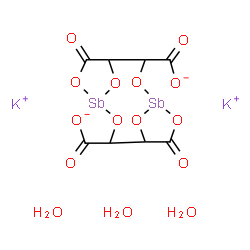 O O
O O O O⁻
K⁺ Sb Sb K⁺
O⁻ O O O
O O
H₂O H₂O H₂O